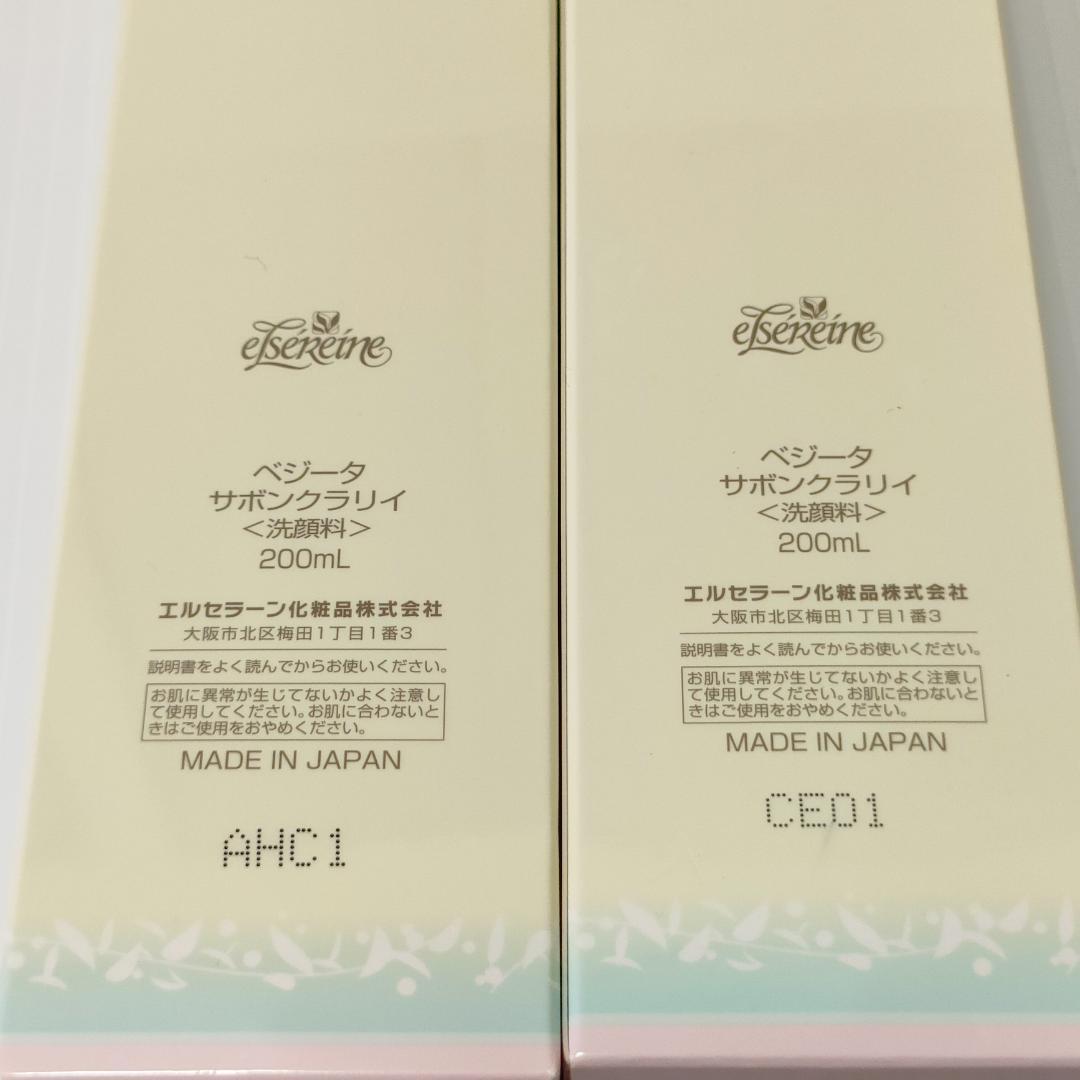 elséreine
ベジータ
サボンクラリイ
＜洗顔料＞
200mL
エルセラーン化粧品株式会社
大阪市北区梅田1丁目1番3
説明書をよく読んでからお使いください。
お肌に異常が生じてないかよく注意し
て使用してください。お肌に合わないと
きはご使用をおやめください。
MADE IN JAPAN
AHC1
elséreine
ベジータ
サボンクラリイ
＜洗顔料＞
200mL
エルセラーン化粧品株式会社
大阪市北区梅田1丁目1番3
説明書をよく読んでからお使いください。
お肌に異常が生じてないかよく注意し
て使用してください。お肌に合わないと
きはご使用をおやめください。
MADE IN JAPAN
CE01